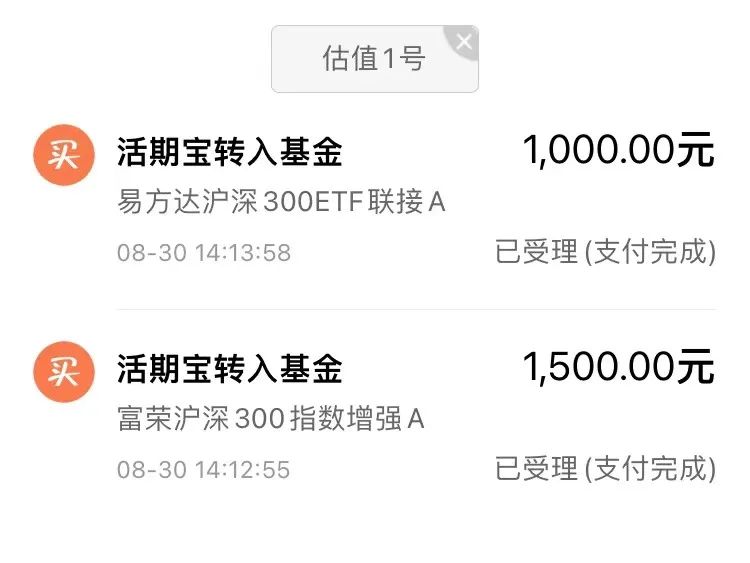 估值1号
买
活期宝转入基金 1,000.00元
易方达沪深300ETF联接A
08-30 14:13:58 已受理(支付完成)
买
活期宝转入基金 1,500.00元
富荣沪深300指数增强A
08-30 14:12:55 已受理(支付完成)